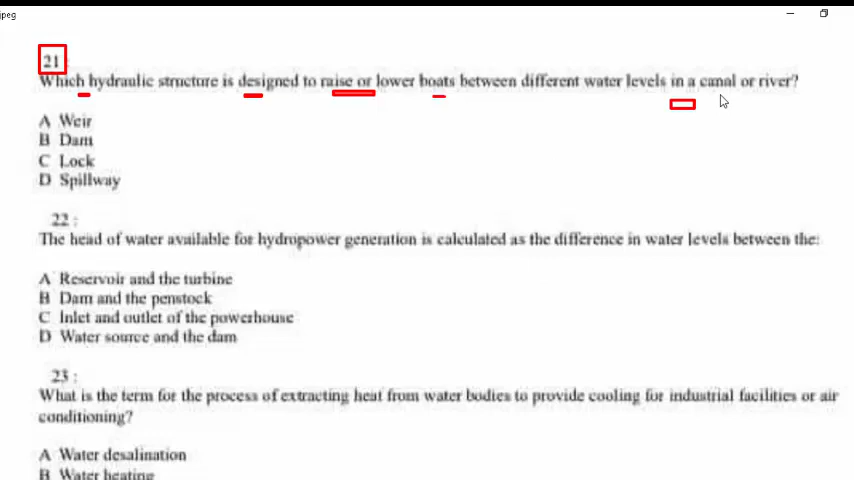 jpeg
21
Which hydraulic structure is designed to raise or lower boats between different water levels in a canal or river?
A Weir
B Dam
C Lock
D Spillway
22 :
The head of water available for hydropower generation is calculated as the difference in water levels between the:
A Reservoir and the turbine
B Dam and the penstock
C Inlet and outlet of the powerhouse
D Water source and the dam
23 :
What is the term for the process of extracting heat from water bodies to provide cooling for industrial facilities or air
conditioning?
A Water desalination
B Water heating